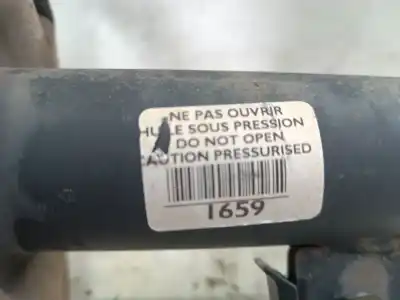 NE PAS OUVRIR
HUILE SOUS PRESSION
DO NOT OPEN
CAUTION PRESSURISED
1659